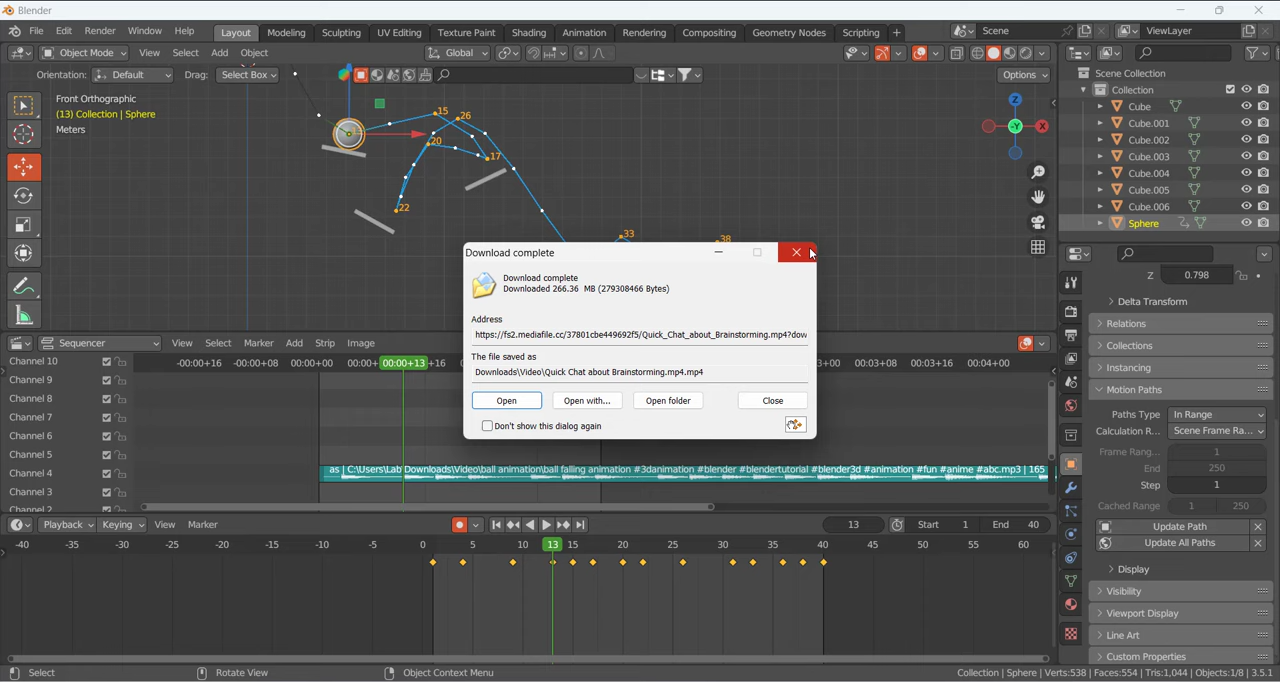 Blender
File Edit Render Window Help Layout Modeling Sculpting UV Editing Texture Paint Shading Animation Rendering Compositing Geometry Nodes Scripting + Scene ViewLayer
Object Mode View Select Add Object Global
Orientation: Default Drag: Select Box Options
Front Orthographic
(13) Collection | Sphere
Meters
15
26
20
17
22
33
38
Z
Y
X
Scene Collection
Collection
Cube
Cube.001
Cube.002
Cube.003
Cube.004
Cube.005
Cube.006
Sphere
Z 0.798
Delta Transform
Relations
Collections
Instancing
Motion Paths
Paths Type In Range
Calculation R... Scene Frame Ra...
Frame Rang... 1
End 250
Step 1
Cached Range 1 250
Update Path
Update All Paths
Display
Visibility
Viewport Display
Line Art
Custom Properties
Download complete
Download complete
Downloaded 266.36 MB (279308466 Bytes)
Address
https://fs2.mediafile.cc/37801cbe449692f5/Quick_Chat_about_Brainstorming.mp4?dow
The file saved as
Downloads\Video\Quick Chat about Brainstorming.mp4.mp4
Open Open with... Open folder Close
Don't show this dialog again
Sequencer View Select Marker Add Strip Image
-00:00+16 -00:00+08 00:00+00 00:00+13 +16 +00 00:03+08 00:03+16 00:04+00
Channel 10
Channel 9
Channel 8
Channel 7
Channel 6
Channel 5
Channel 4
Channel 3
Channel 2
as | C:\Users\Lab Downloads\Video\ball animation\ball falling animation #3danimation #blender #blendertutorial #blender3d #animation #fun #anime #abc.mp3 | 165
Playback Keying View Marker 13 Start 1 End 40
-40 -35 -30 -25 -20 -15 -10 -5 0 5 10 13 15 20 25 30 35 40 45 50 55 60
Select Rotate View Object Context Menu Collection | Sphere | Verts:538 | Faces:554 | Tris:1,044 | Objects:1/8 | 3.5.1